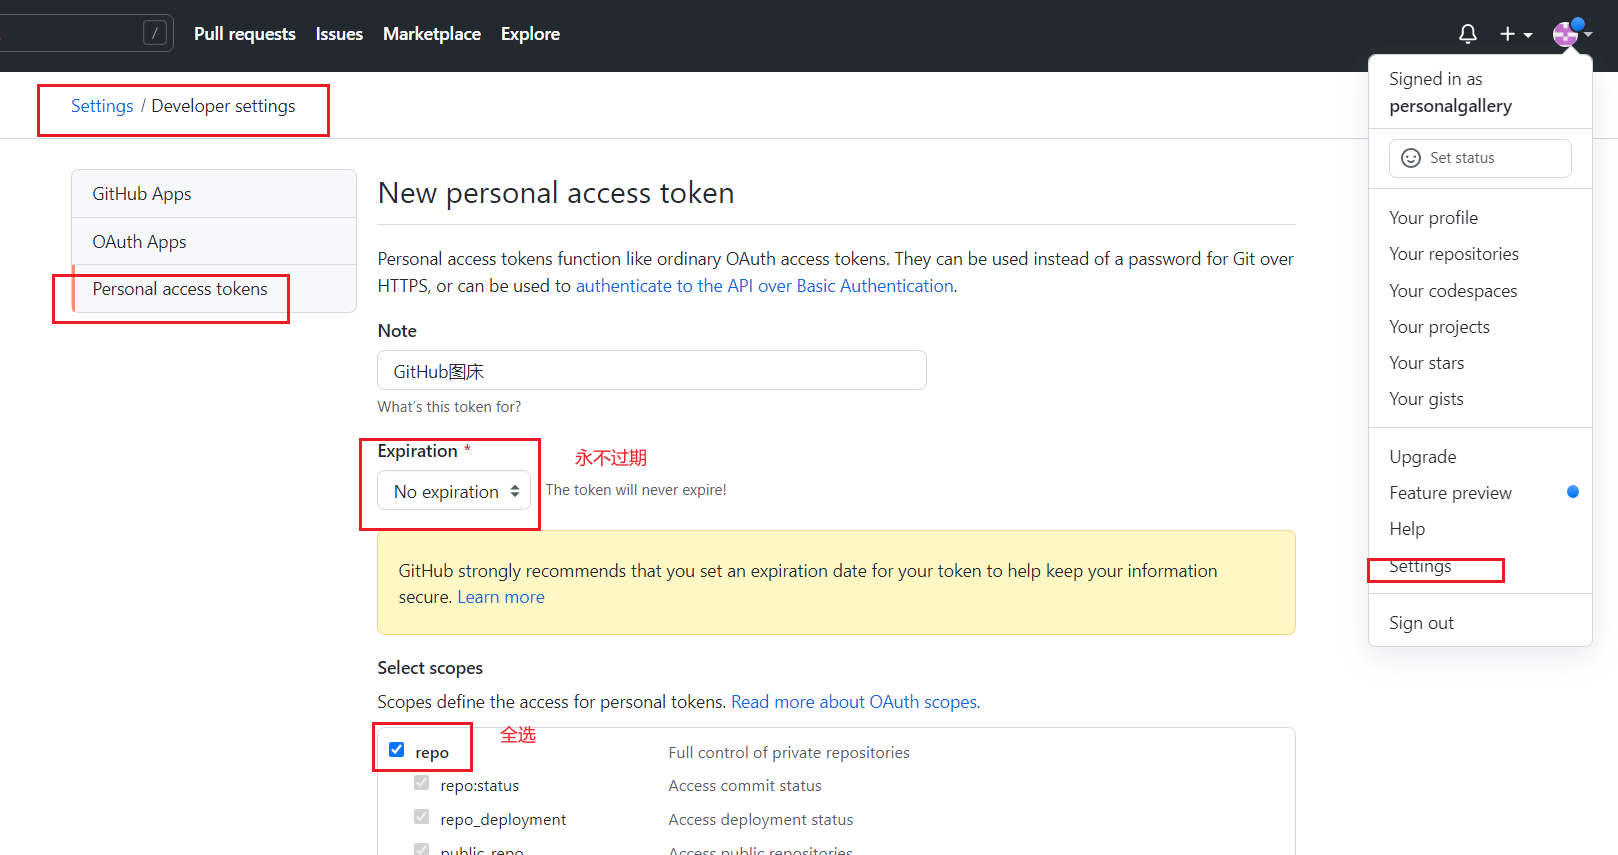 /
Pull requests
Issues
Marketplace
Explore
Signed in as
personalgallery
Set status
Your profile
Your repositories
Your codespaces
Your projects
Your stars
Your gists
Upgrade
Feature preview
Help
Settings
Sign out
Settings / Developer settings
GitHub Apps
OAuth Apps
Personal access tokens
New personal access token
Personal access tokens function like ordinary OAuth access tokens. They can be used instead of a password for Git over
HTTPS, or can be used to authenticate to the API over Basic Authentication.
Note
GitHub图床
What's this token for?
Expiration *
永不过期
No expiration
The token will never expire!
GitHub strongly recommends that you set an expiration date for your token to help keep your information
secure. Learn more
Select scopes
Scopes define the access for personal tokens. Read more about OAuth scopes.
全选
repo Full control of private repositories
repo:status Access commit status
repo_deployment Access deployment status
public_repo Access public repositories